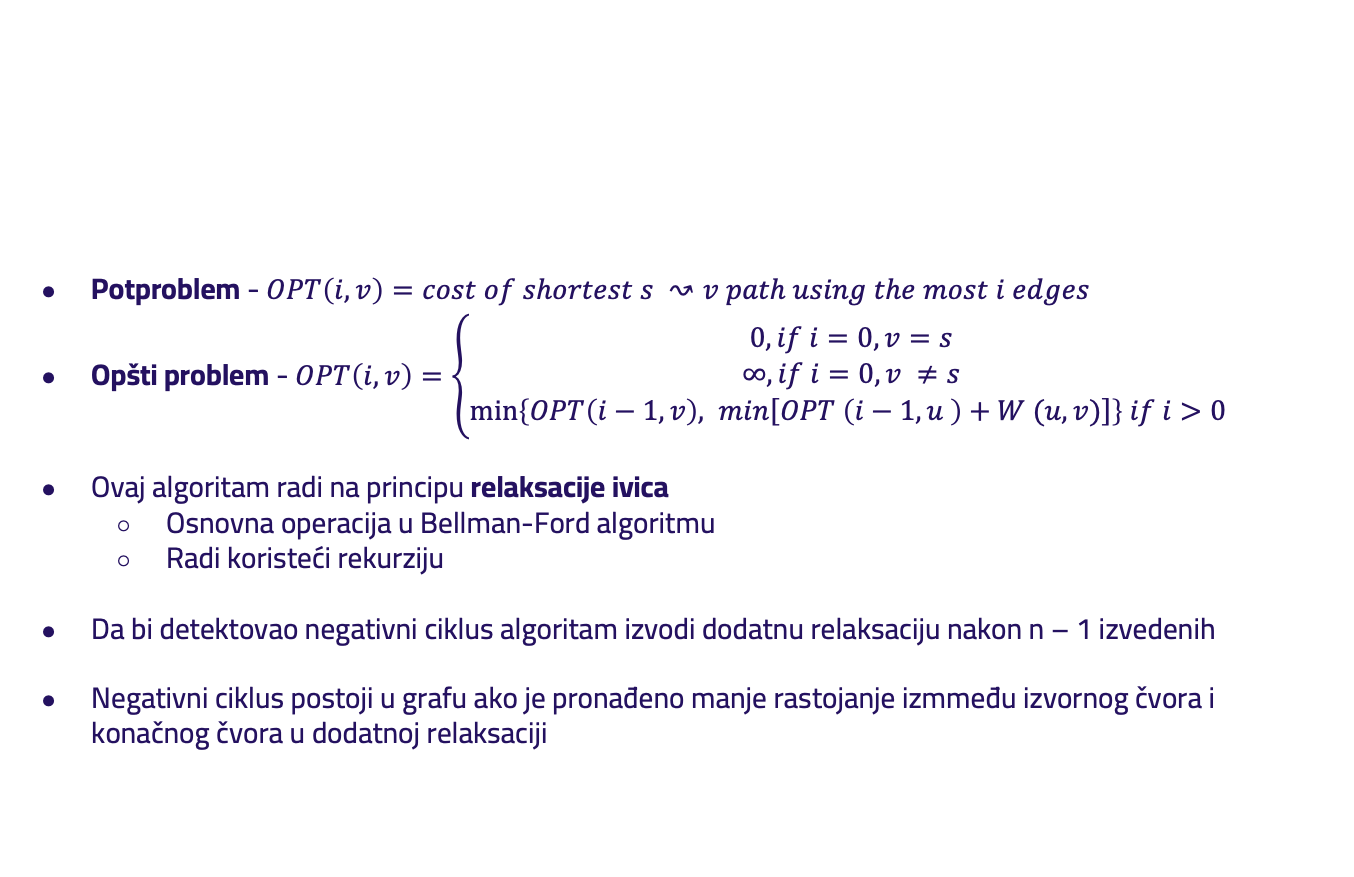 ● Potproblem - 𝑂𝑃𝑇(𝑖, 𝑣) = 𝑐𝑜𝑠𝑡 𝑜𝑓 𝑠ℎ𝑜𝑟𝑡𝑒𝑠𝑡 𝑠 ↝ 𝑣 𝑝𝑎𝑡ℎ 𝑢𝑠𝑖𝑛𝑔 𝑡ℎ𝑒 𝑚𝑜𝑠𝑡 𝑖 𝑒𝑑𝑔𝑒𝑠
0, if i = 0, v = s
● Opšti problem - OPT(i, v) = { ∞, if i = 0, v ≠ s
min{OPT(i − 1, v), min[OPT (i − 1, u ) + W (u, v)]} if i > 0
● Ovaj algoritam radi na principu relaksacije ivica
○ Osnovna operacija u Bellman-Ford algoritmu
○ Radi koristeći rekurziju
● Da bi detektovao negativni ciklus algoritam izvodi dodatnu relaksaciju nakon n – 1 izvedenih
● Negativni ciklus postoji u grafu ako je pronađeno manje rastojanje izmmeđu izvornog čvora i
konačnog čvora u dodatnoj relaksaciji